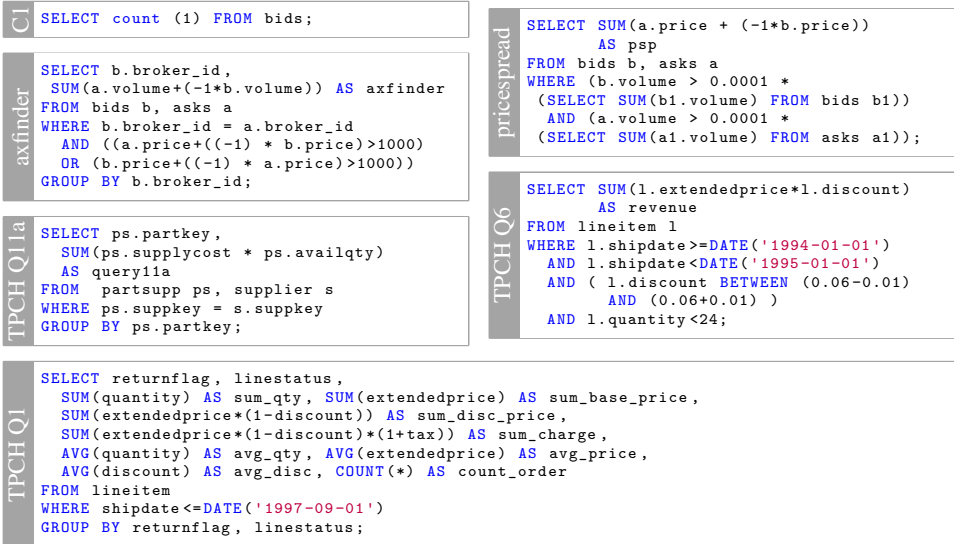 C1
SELECT count (1) FROM bids;
axfinder
SELECT b.broker_id,
SUM(a.volume+(-1*b.volume)) AS axfinder
FROM bids b, asks a
WHERE b.broker_id = a.broker_id
AND ((a.price+((-1) * b.price)>1000)
OR (b.price+((-1) * a.price)>1000))
GROUP BY b.broker_id;
TPCH Q11a
SELECT ps.partkey,
SUM(ps.supplycost * ps.availqty)
AS query11a
FROM partsupp ps, supplier s
WHERE ps.suppkey = s.suppkey
GROUP BY ps.partkey;
pricespread
SELECT SUM(a.price + (-1*b.price))
AS psp
FROM bids b, asks a
WHERE (b.volume > 0.0001 *
(SELECT SUM(b1.volume) FROM bids b1))
AND (a.volume > 0.0001 *
(SELECT SUM(a1.volume) FROM asks a1));
TPCH Q6
SELECT SUM(l.extendedprice*l.discount)
AS revenue
FROM lineitem l
WHERE l.shipdate>=DATE('1994-01-01')
AND l.shipdate<DATE('1995-01-01')
AND ( l.discount BETWEEN (0.06-0.01)
AND (0.06+0.01) )
AND l.quantity<24;
TPCH Q1
SELECT returnflag, linestatus,
SUM(quantity) AS sum_qty, SUM(extendedprice) AS sum_base_price,
SUM(extendedprice*(1-discount)) AS sum_disc_price,
SUM(extendedprice*(1-discount)*(1+tax)) AS sum_charge,
AVG(quantity) AS avg_qty, AVG(extendedprice) AS avg_price,
AVG(discount) AS avg_disc, COUNT(*) AS count_order
FROM lineitem
WHERE shipdate<=DATE('1997-09-01')
GROUP BY returnflag, linestatus;